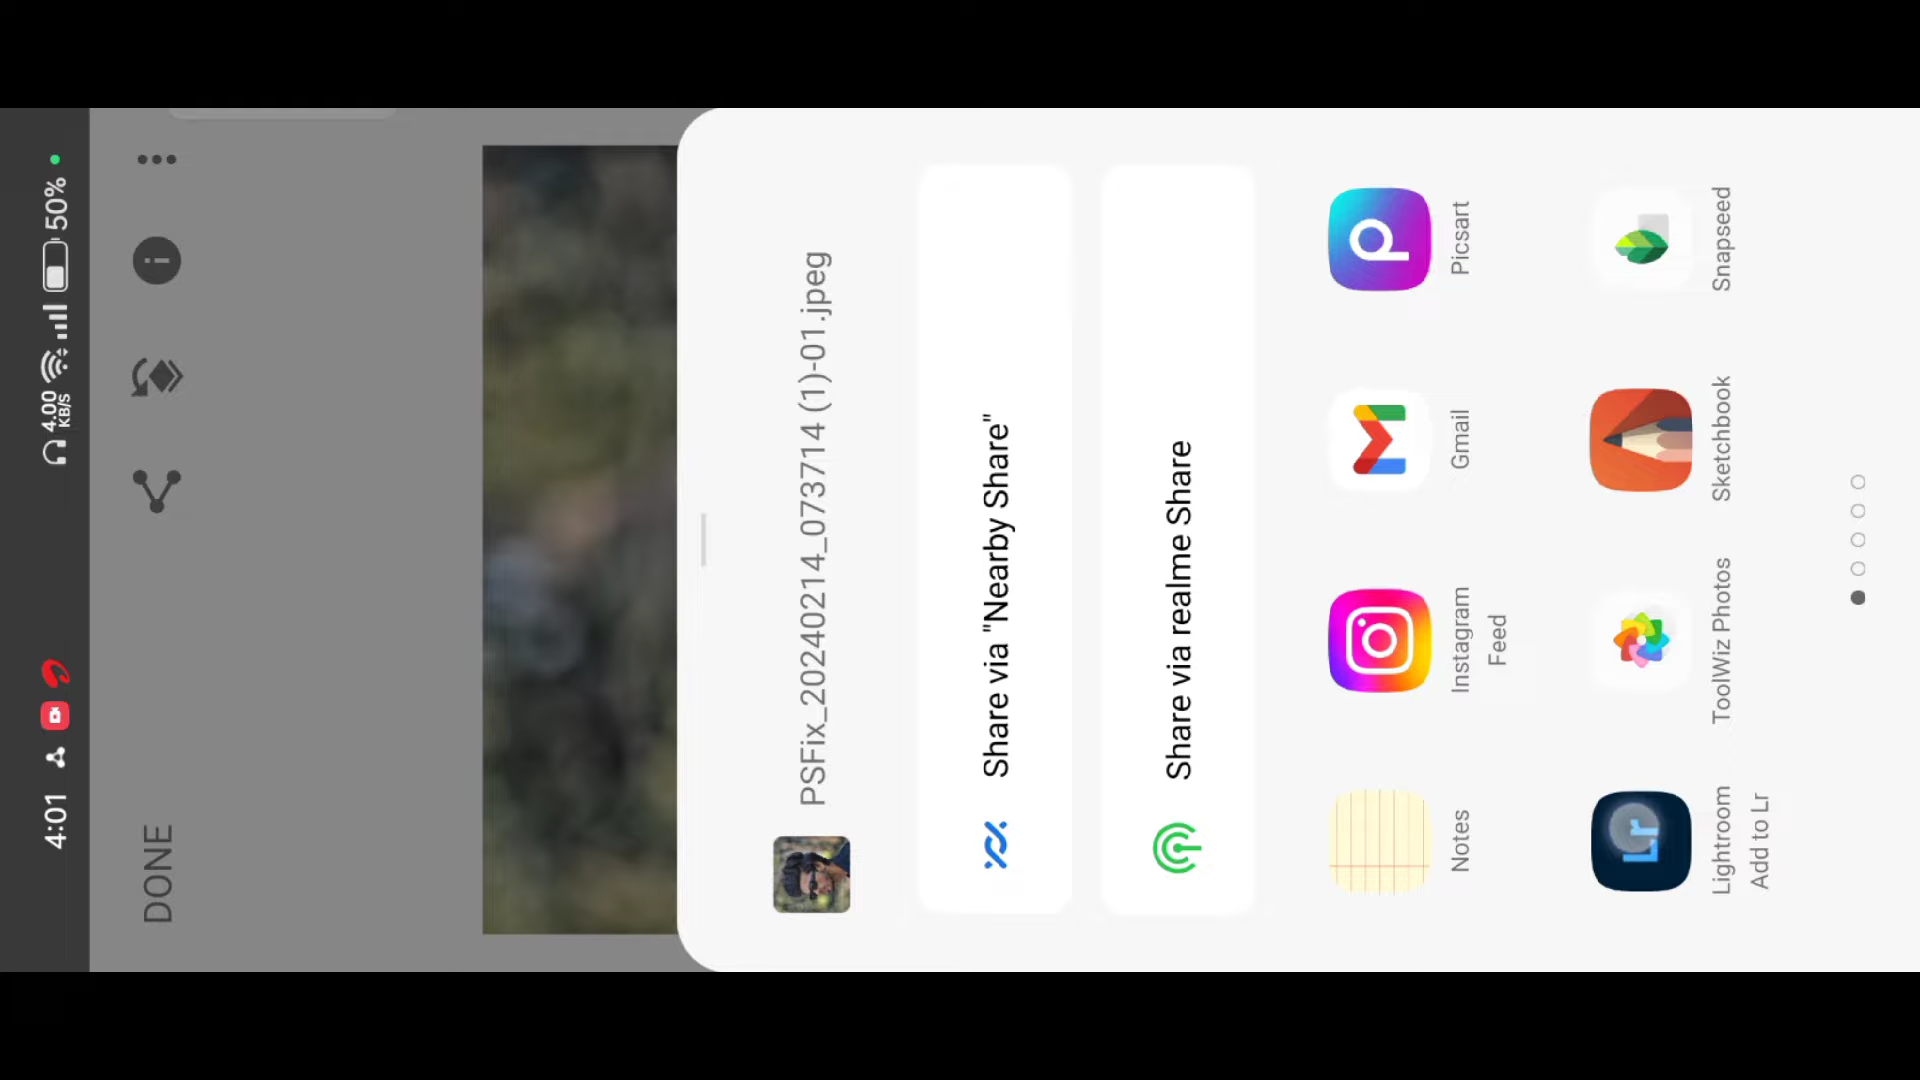 4:01
4.00
KB/S
50%
DONE
PSFix_20240214_073714 (1)-01.jpeg
Share via "Nearby Share"
Share via realme Share
Notes
Instagram
Feed
Gmail
Picsart
Lr
Lightroom
Add to Lr
ToolWiz Photos
Sketchbook
Snapseed